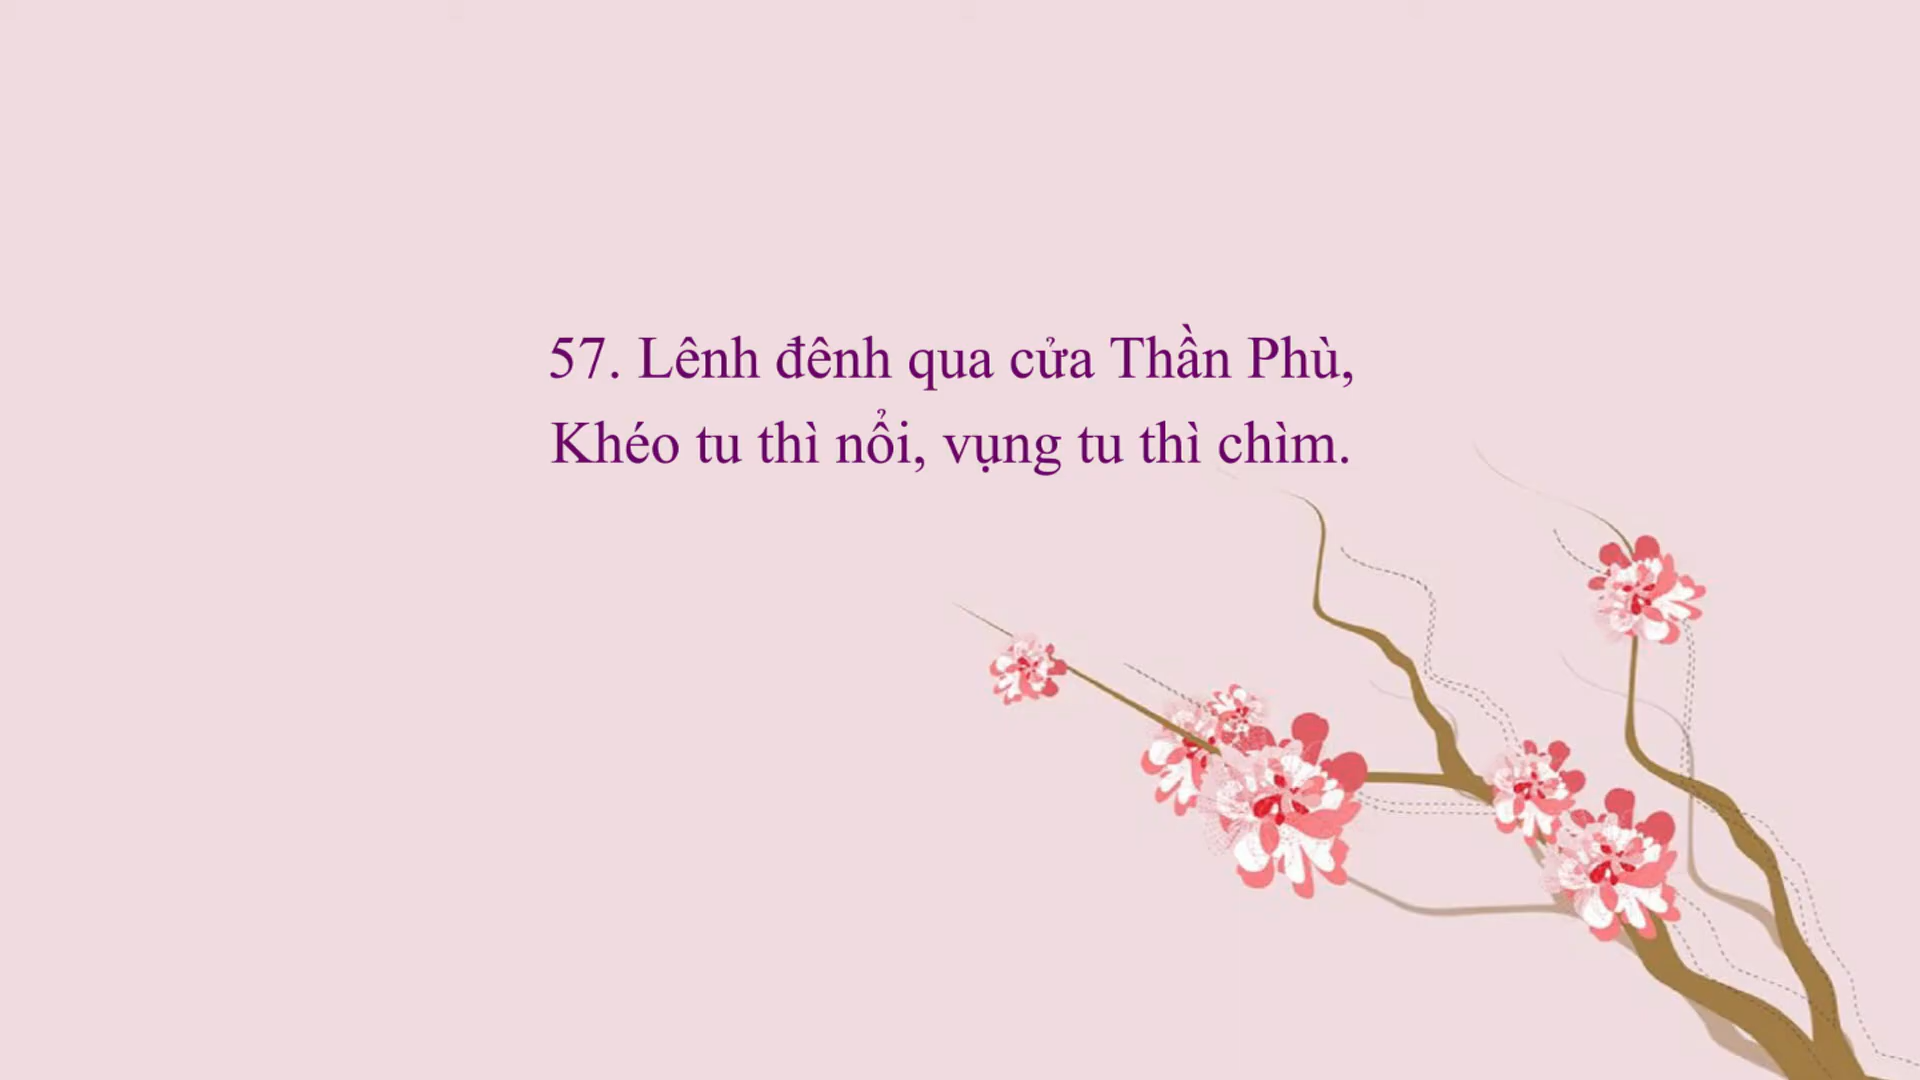 57. Lênh đênh qua cửa Thần Phù,
Khéo tu thì nổi, vụng tu thì chìm.